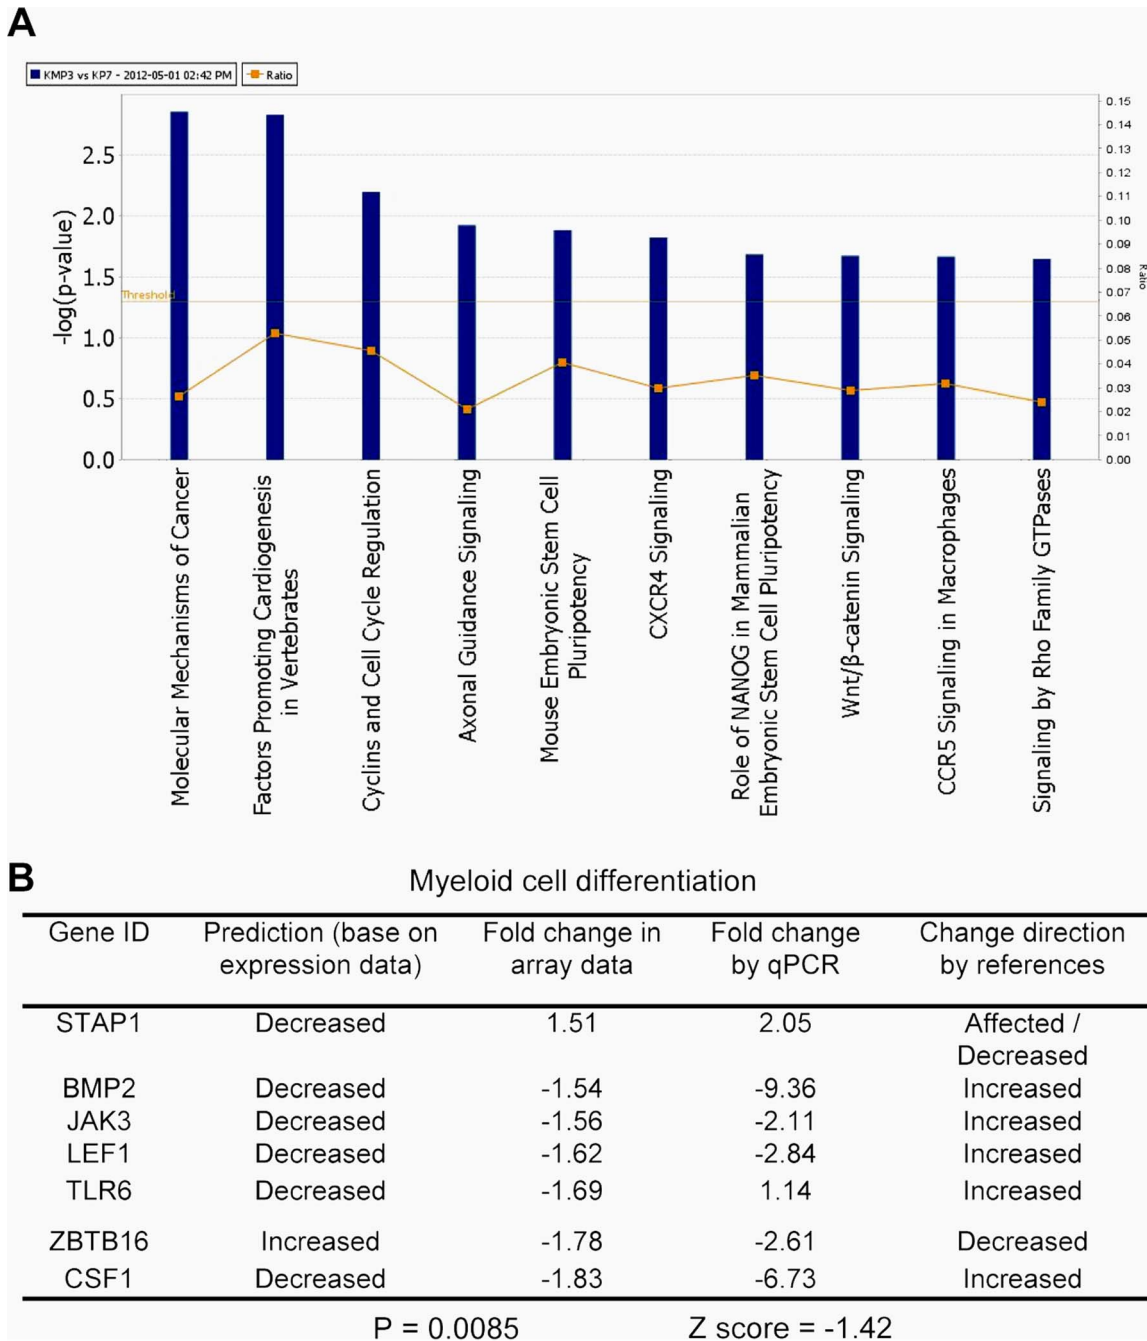 A
KMP3 vs KP7 - 2012-05-01 02:42 PM
Ratio
-log(p-value)
2.5
2.0
1.5
1.0
0.5
0.0
Threshold
0.15
0.14
0.13
0.12
0.11
0.10
0.09
0.08
0.07
0.06
0.05
0.04
0.03
0.02
0.01
0.00
Ratio
Molecular Mechanisms of Cancer
Factors Promoting Cardiogenesis
in Vertebrates
Cyclins and Cell Cycle Regulation
Axonal Guidance Signaling
Mouse Embryonic Stem Cell
Pluripotency
CXCR4 Signaling
Role of NANOG in Mammalian
Embryonic Stem Cell Pluripotency
Wnt/β-catenin Signaling
CCR5 Signaling in Macrophages
Signaling by Rho Family GTPases
B
Myeloid cell differentiation
Gene ID Prediction (base on Fold change in Fold change Change direction
expression data) array data by qPCR by references
STAP1 Decreased 1.51 2.05 Affected /
Decreased
BMP2 Decreased -1.54 -9.36 Increased
JAK3 Decreased -1.56 -2.11 Increased
LEF1 Decreased -1.62 -2.84 Increased
TLR6 Decreased -1.69 1.14 Increased
ZBTB16 Increased -1.78 -2.61 Decreased
CSF1 Decreased -1.83 -6.73 Increased
P = 0.0085 Z score = -1.42